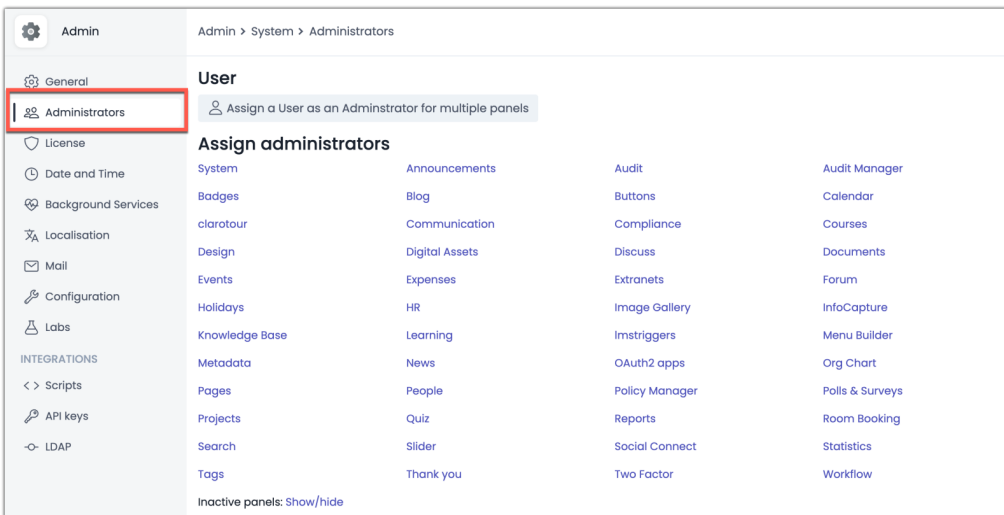 Admin
Admin > System > Administrators
General
Administrators
License
Date and Time
Background Services
Localisation
Mail
Configuration
Labs
INTEGRATIONS
Scripts
API keys
LDAP
User
Assign a User as an Adminstrator for multiple panels
Assign administrators
System Announcements Audit Audit Manager
Badges Blog Buttons Calendar
clarotour Communication Compliance Courses
Design Digital Assets Discuss Documents
Events Expenses Extranets Forum
Holidays HR Image Gallery InfoCapture
Knowledge Base Learning lmstriggers Menu Builder
Metadata News OAuth2 apps Org Chart
Pages People Policy Manager Polls & Surveys
Projects Quiz Reports Room Booking
Search Slider Social Connect Statistics
Tags Thank you Two Factor Workflow
Inactive panels: Show/hide